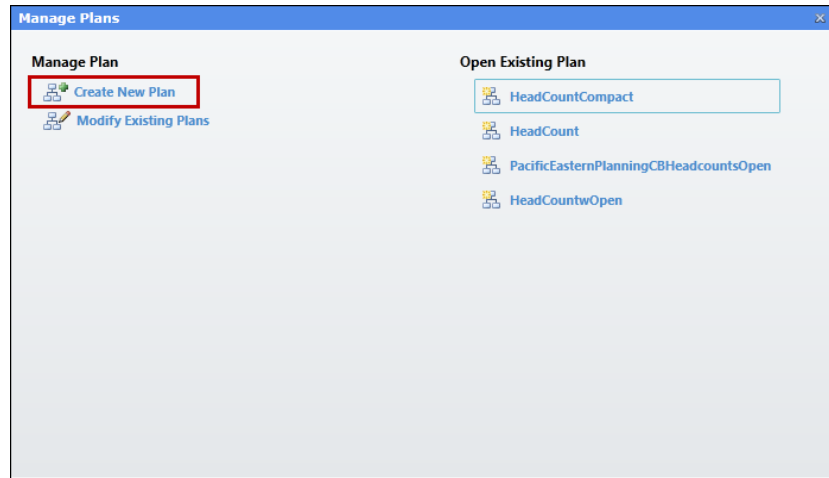 Manage Plans
Manage Plan
Create New Plan
Modify Existing Plans
Open Existing Plan
HeadCountCompact
HeadCount
PacificEasternPlanningCBHeadcountsOpen
HeadCountwOpen